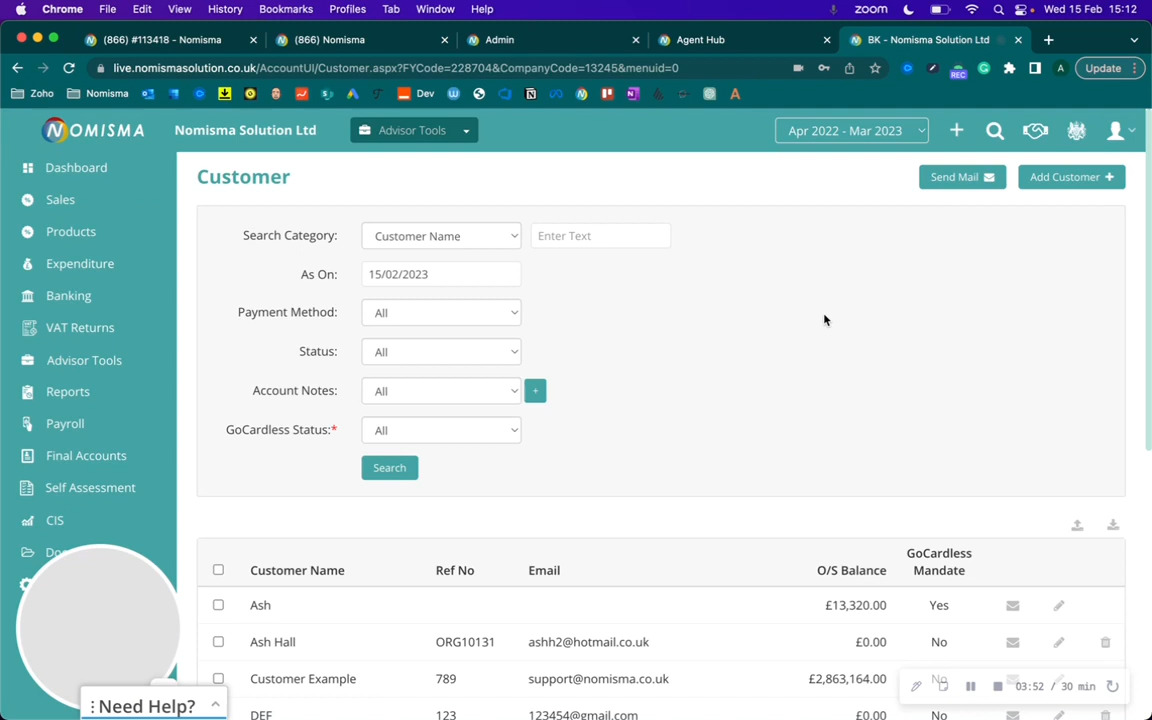 Chrome File Edit View History Bookmarks Profiles Tab Window Help zoom Wed 15 Feb 15:12
(866) #113418 - Nomisma (866) Nomisma Admin Agent Hub BK - Nomisma Solution Ltd
live.nomismasolution.co.uk/AccountUI/Customer.aspx?FYCode=228704&CompanyCode=13245&menuid=0 REC Update
Zoho Nomisma Dev
NOMISMA Nomisma Solution Ltd Advisor Tools Apr 2022 - Mar 2023
Dashboard
Sales
Products
Expenditure
Banking
VAT Returns
Advisor Tools
Reports
Payroll
Final Accounts
Self Assessment
CIS
Customer Send Mail Add Customer +
Search Category: Customer Name Enter Text
As On: 15/02/2023
Payment Method: All
Status: All
Account Notes: All +
GoCardless Status:* All
Search
Customer Name Ref No Email O/S Balance GoCardless Mandate
Ash £13,320.00 Yes
Ash Hall ORG10131 ashh2@hotmail.co.uk £0.00 No
Customer Example 789 support@nomisma.co.uk £2,863,164.00 No
DEF 123 123454@gmail.com £0.00 No
03:52 / 30 min
Need Help?